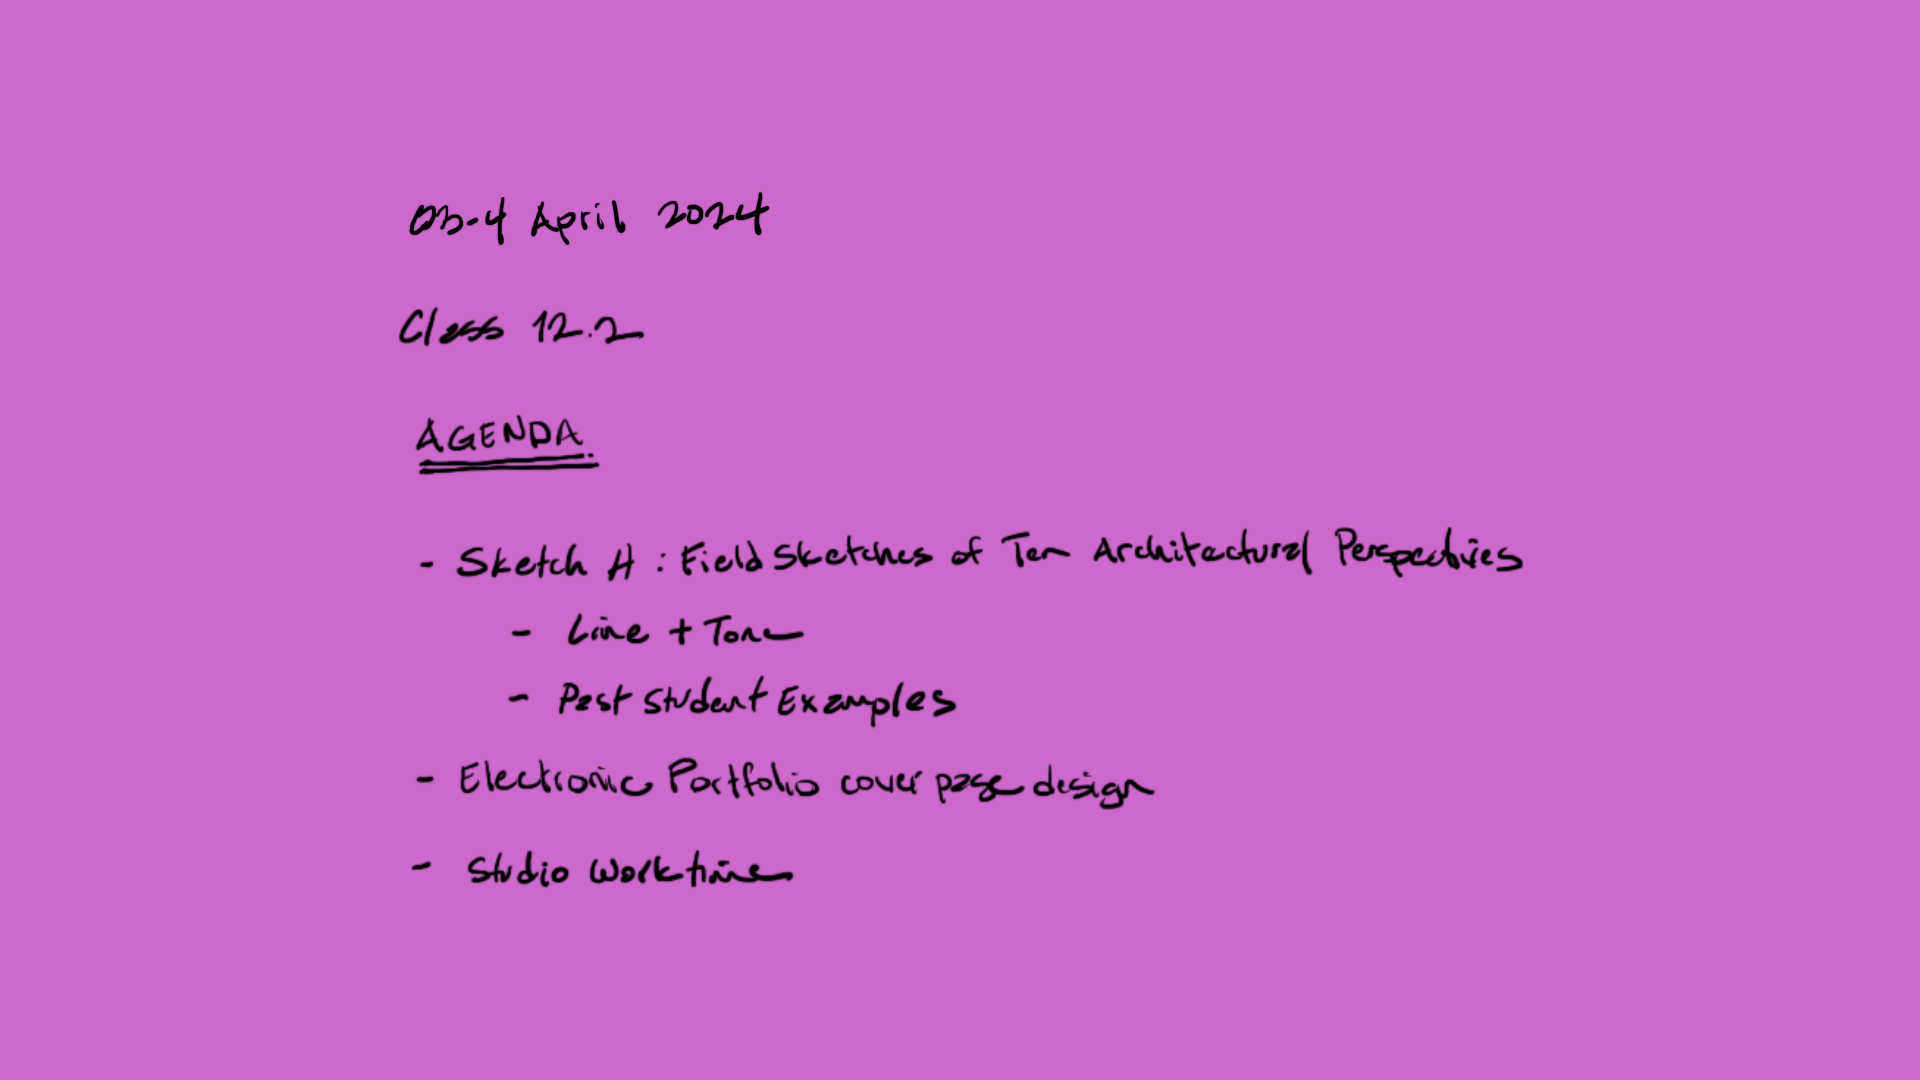 03-4 April 2024
Class 12.2
AGENDA
- Sketch H : Field Sketches of Ten Architectural Perspectives
- Line + Tone
- Past Student Examples
- Electronic Portfolio cover page design
- Studio Worktime